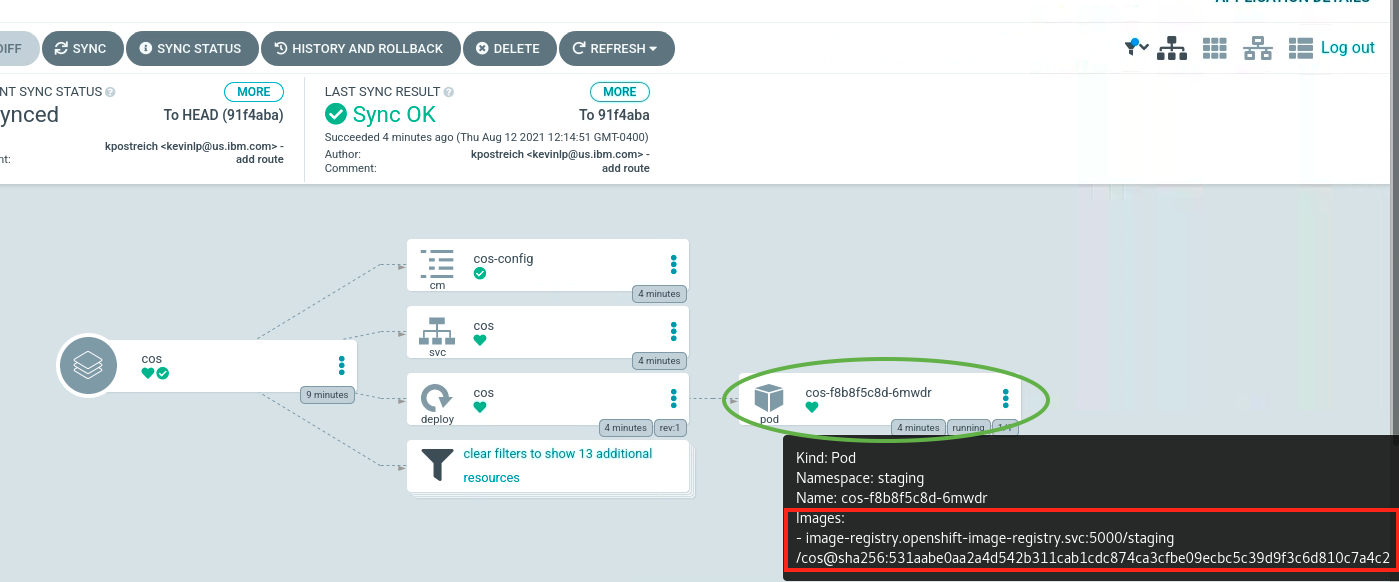 APPLICATION DETAILS
DIFF SYNC SYNC STATUS HISTORY AND ROLLBACK DELETE REFRESH Log out
NT SYNC STATUS MORE
ynced To HEAD (91f4aba)
kpostreich <kevinlp@us.ibm.com> -
nt: add route
LAST SYNC RESULT MORE
Sync OK To 91f4aba
Succeeded 4 minutes ago (Thu Aug 12 2021 12:14:51 GMT-0400)
Author: kpostreich <kevinlp@us.ibm.com> -
Comment: add route
cos
9 minutes
cos-config
cm
4 minutes
cos
svc
4 minutes
cos
deploy
4 minutes rev:1
clear filters to show 13 additional
resources
cos-f8b8f5c8d-6mwdr
pod
4 minutes running 1/1
Kind: Pod
Namespace: staging
Name: cos-f8b8f5c8d-6mwdr
Images:
- image-registry.openshift-image-registry.svc:5000/staging
/cos@sha256:531aabe0aa2a4d542b311cab1cdc874ca3cfbe09ecbc5c39d9f3c6d810c7a4c2